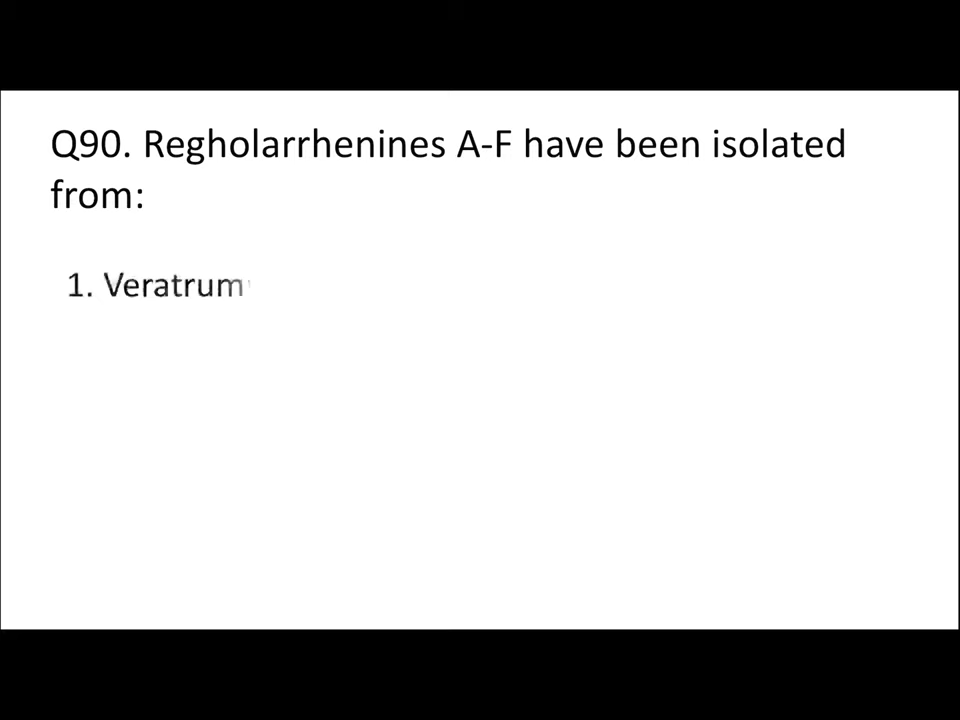 Q90. Regholarrhenines A-F have been isolated
from:
1. Veratrum